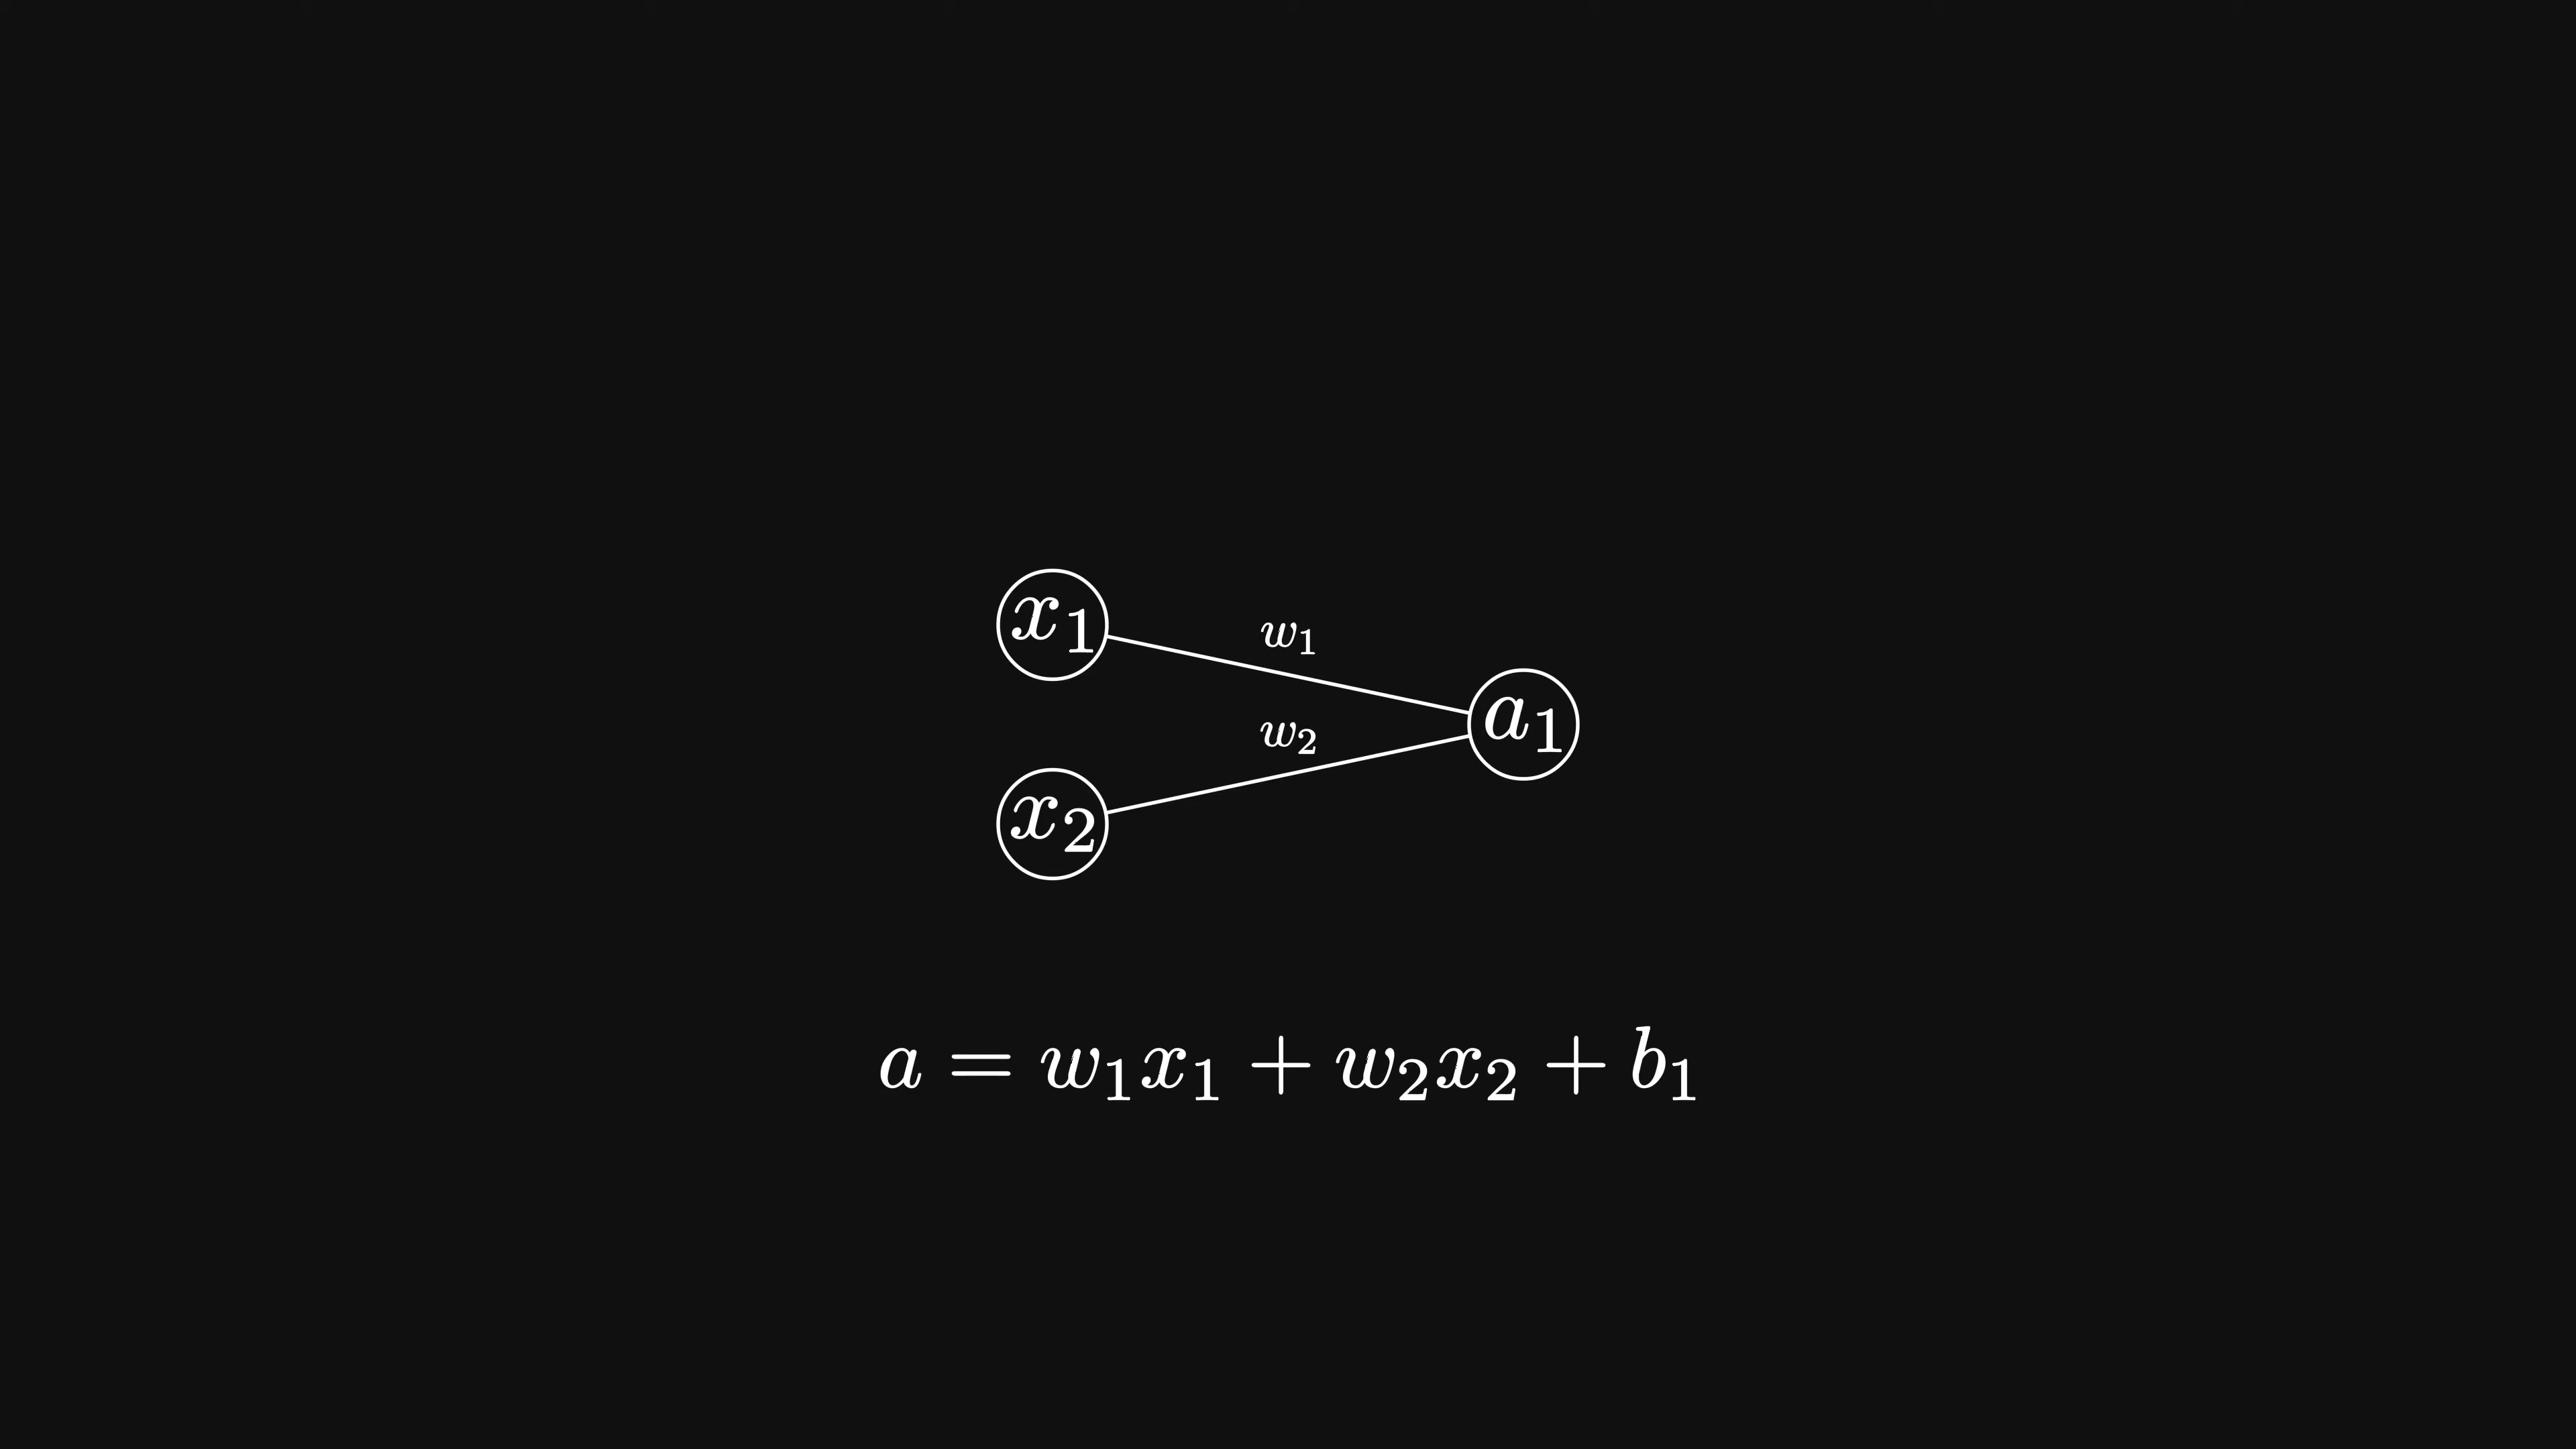 x₁
w₁
a₁
w₂
x₂
a = w₁x₁ + w₂x₂ + b₁